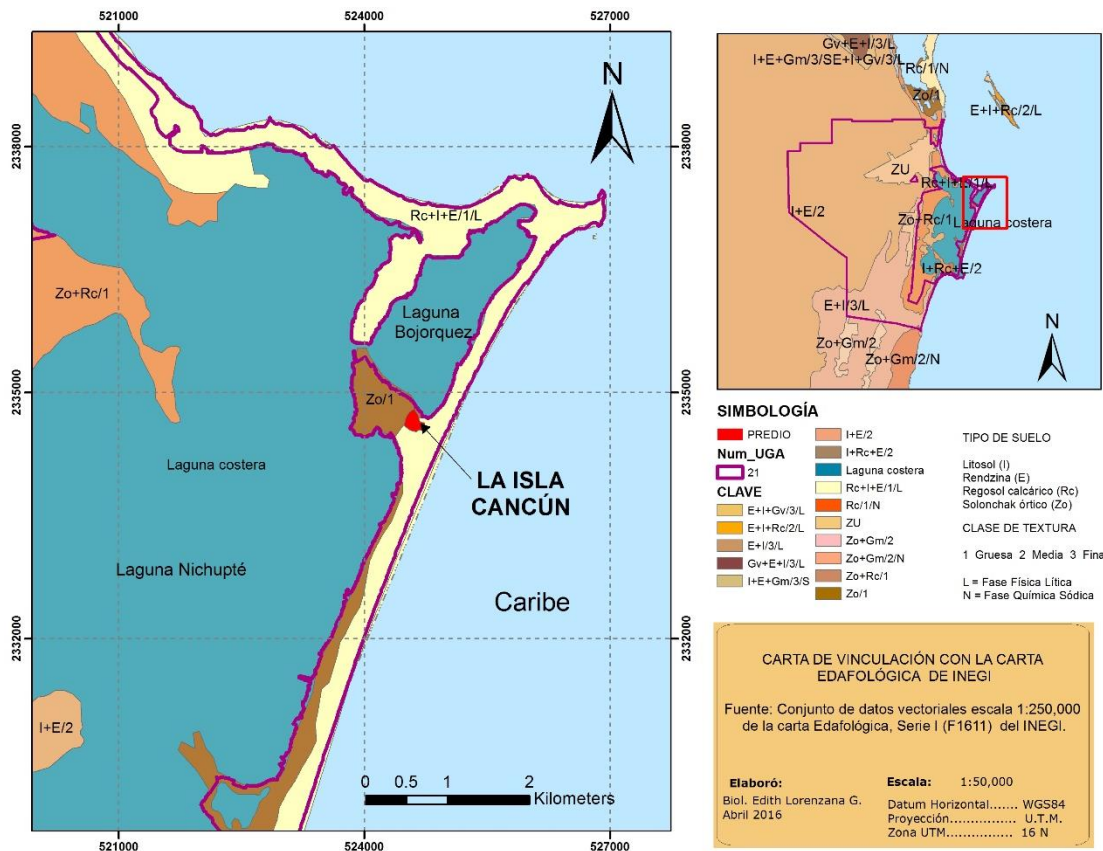 521000
524000
527000
2338000
2335000
2332000
N
Rc+I+E/1/L
Zo+Rc/1
Laguna
Bojorquez
Zo/1
Laguna costera
LA ISLA
CANCÚN
Laguna Nichupté
Caribe
I+E/2
0 0.5 1 2
Kilometers
521000
524000
527000
Gv+E+I/3/L
I+E+Gm/3/SE+I+Gv/3/L
Rc/1/N
Zo/1
E+I+Rc/2/L
ZU
I+E/2
Zo+Rc/1
Laguna costera
I+Rc+E/2
E+I/3/L
Zo+Gm/2
Zo+Gm/2/N
N
SIMBOLOGÍA
PREDIO
Num_UGA
21
CLAVE
E+I+Gv/3/L
E+I+Rc/2/L
E+I/3/L
Gv+E+I/3/L
I+E+Gm/3/S
I+E/2
I+Rc+E/2
Laguna costera
Rc+I+E/1/L
Rc/1/N
ZU
Zo+Gm/2
Zo+Gm/2/N
Zo+Rc/1
Zo/1
TIPO DE SUELO
Litosol (I)
Rendzina (E)
Regosol calcárico (Rc)
Solonchak órtico (Zo)
CLASE DE TEXTURA
1 Gruesa 2 Media 3 Fina
L = Fase Física Lítica
N = Fase Química Sódica
CARTA DE VINCULACIÓN CON LA CARTA
EDAFOLÓGICA DE INEGI
Fuente: Conjunto de datos vectoriales escala 1:250,000
de la carta Edafológica, Serie I (F1611) del INEGI.
Elaboró:
Biol. Edith Lorenzana G.
Abril 2016
Escala: 1:50,000
Datum Horizontal....... WGS84
Proyección................ U.T.M.
Zona UTM................. 16 N